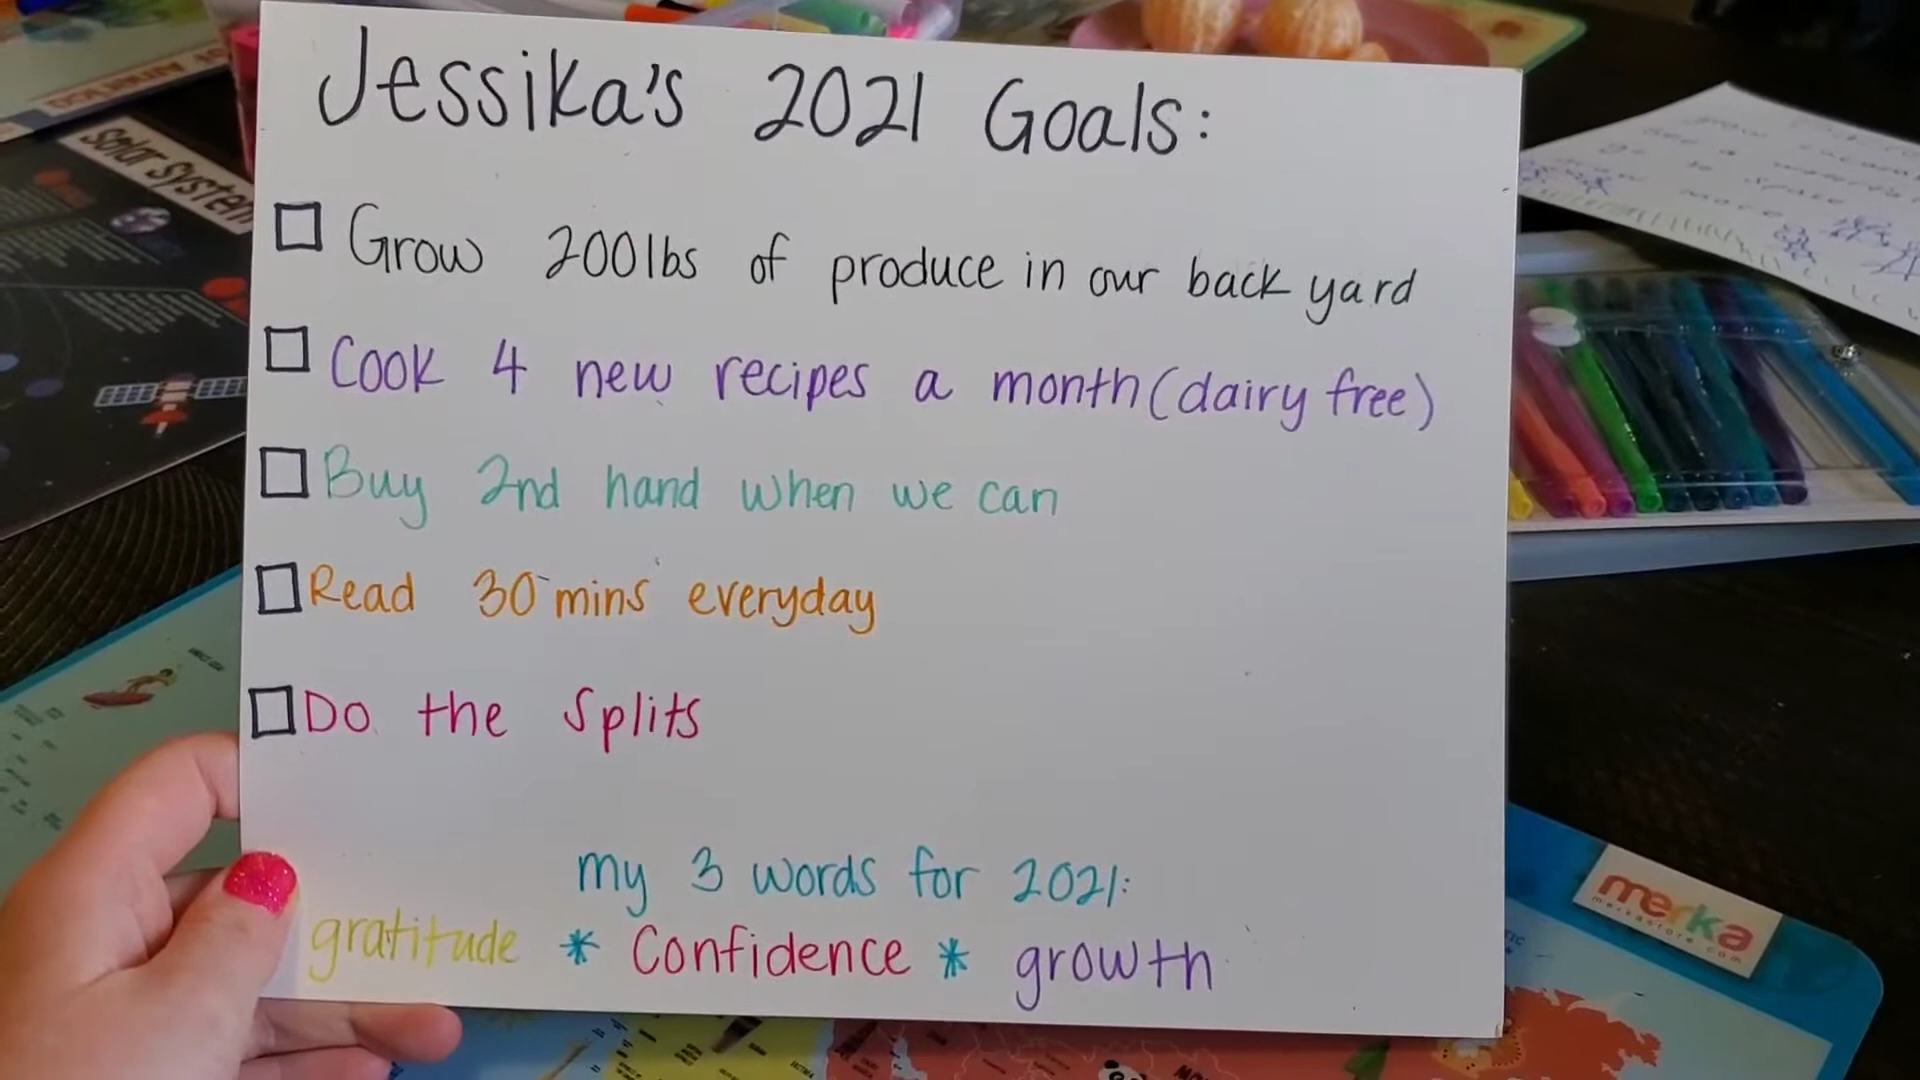 Jessika's 2021 Goals:
Grow 200lbs of produce in our back yard
Cook 4 new recipes a month (dairy free)
Buy 2nd hand when we can
Read 30 mins everyday
Do the Splits
my 3 words for 2021:
gratitude * Confidence * growth
Solar System
merka
merkastore.com